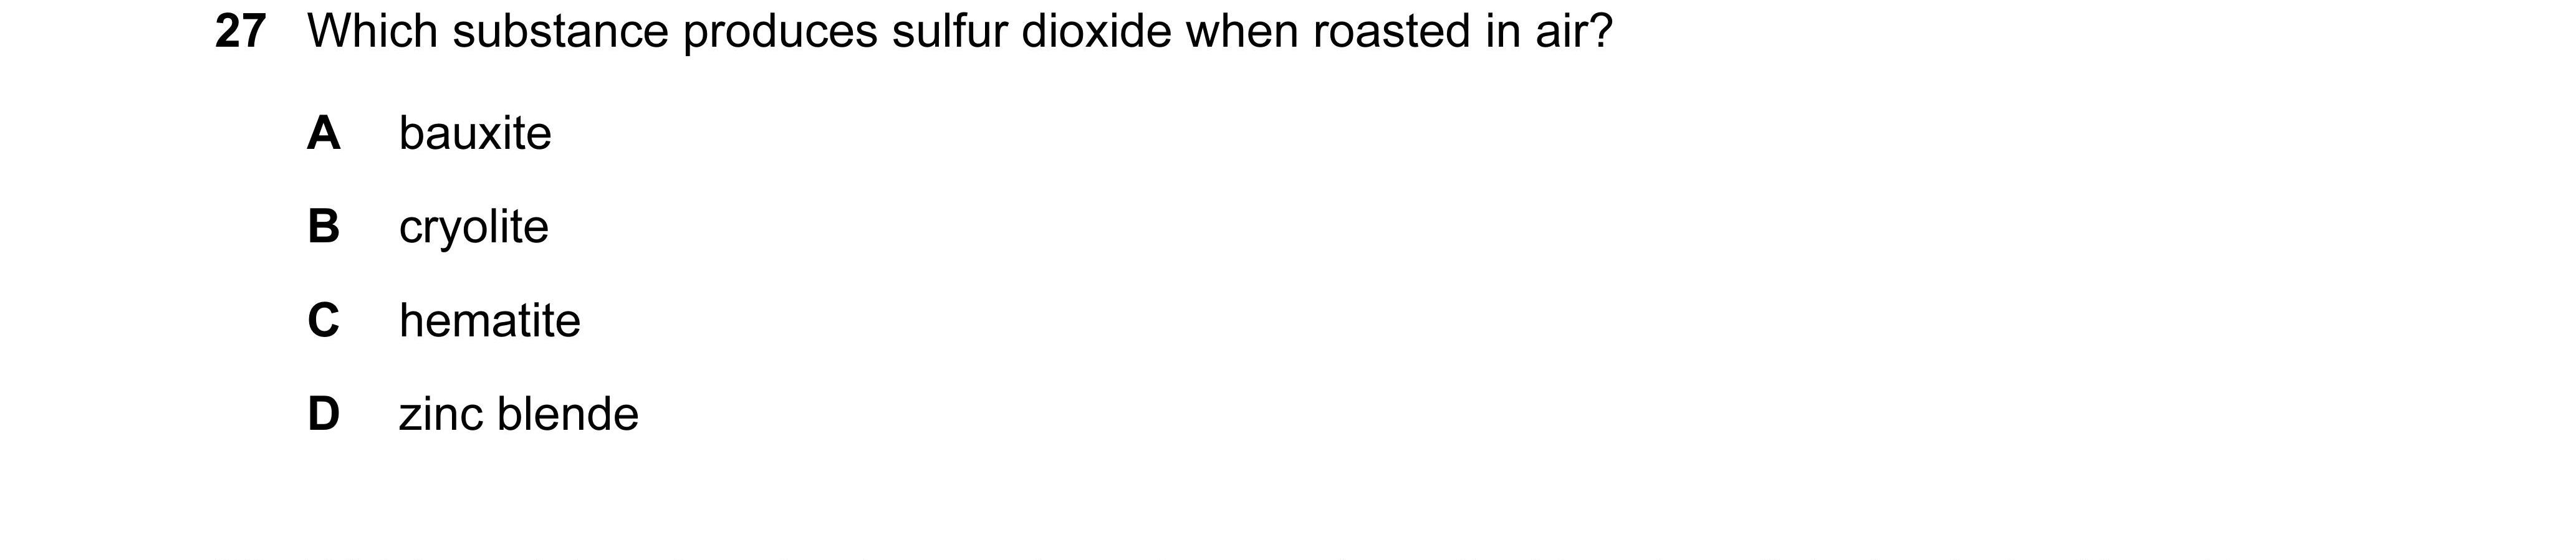 27 Which substance produces sulfur dioxide when roasted in air?
A bauxite
B cryolite
C hematite
D zinc blende